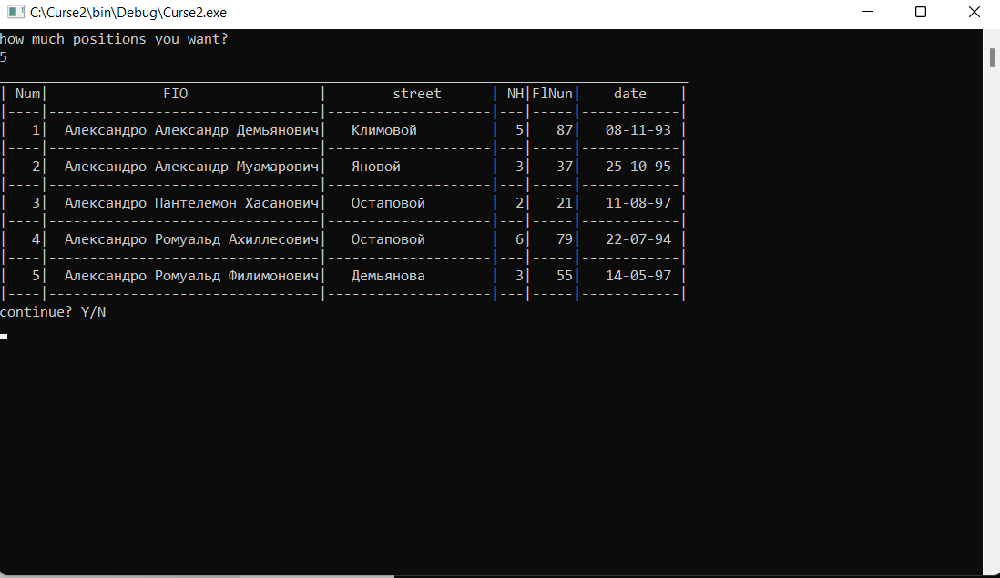 C:\Curse2\bin\Debug\Curse2.exe
how much positions you want?
5
___________________________________________________________________________________
| Num|              FIO                |        street      | NH|FlNun|    date    |
|----|---------------------------------|--------------------|---|-----|------------|
|   1|  Александро Александр Демьянович|   Климовой         |  5|   87|   08-11-93 |
|----|---------------------------------|--------------------|---|-----|------------|
|   2|  Александро Александр Муамарович|   Яновой           |  3|   37|   25-10-95 |
|----|---------------------------------|--------------------|---|-----|------------|
|   3|  Александро Пантелемон Хасанович|   Остаповой        |  2|   21|   11-08-97 |
|----|---------------------------------|--------------------|---|-----|------------|
|   4|  Александро Ромуальд Ахиллесович|   Остаповой        |  6|   79|   22-07-94 |
|----|---------------------------------|--------------------|---|-----|------------|
|   5|  Александро Ромуальд Филимонович|   Демьянова        |  3|   55|   14-05-97 |
|----|---------------------------------|--------------------|---|-----|------------|
continue? Y/N